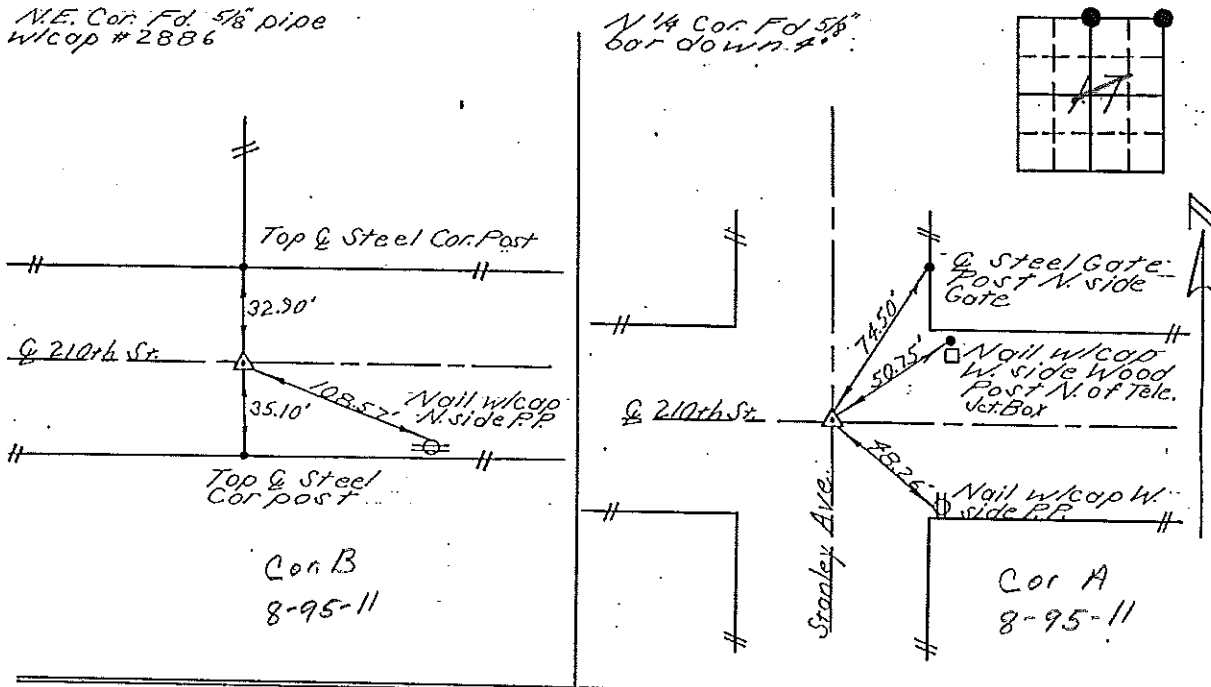 N.E. Cor. Fd. 5/8" pipe
w/cap #2886
Top ℄ Steel Cor. Post
32.90'
℄ 210th St.
108.57'
35.10'
Nail w/cap
N. side P.P.
Top ℄ Steel
Cor post
Cor. B
8-95-11
N 1/4 Cor. Fd 5/8"
bar down 4"
℄ Steel Gate
Post N. side
Gate
74.50'
50.75'
Nail w/cap
W. side Wood
Post N. of Tele.
Jct. Box
℄ 210th St.
48.26'
Nail w/cap W.
side P.P.
Stanley Ave.
Cor A
8-95-11
N